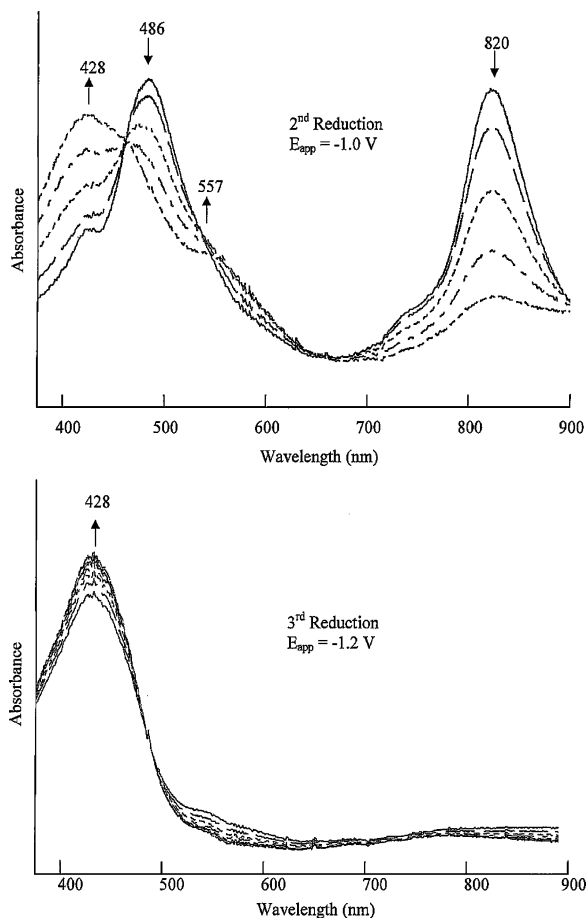 486
820
428
2nd Reduction
Eapp = -1.0 V
557
Absorbance
400 500 600 700 800 900
Wavelength (nm)
428
3rd Reduction
Eapp = -1.2 V
Absorbance
400 500 600 700 800 900
Wavelength (nm)